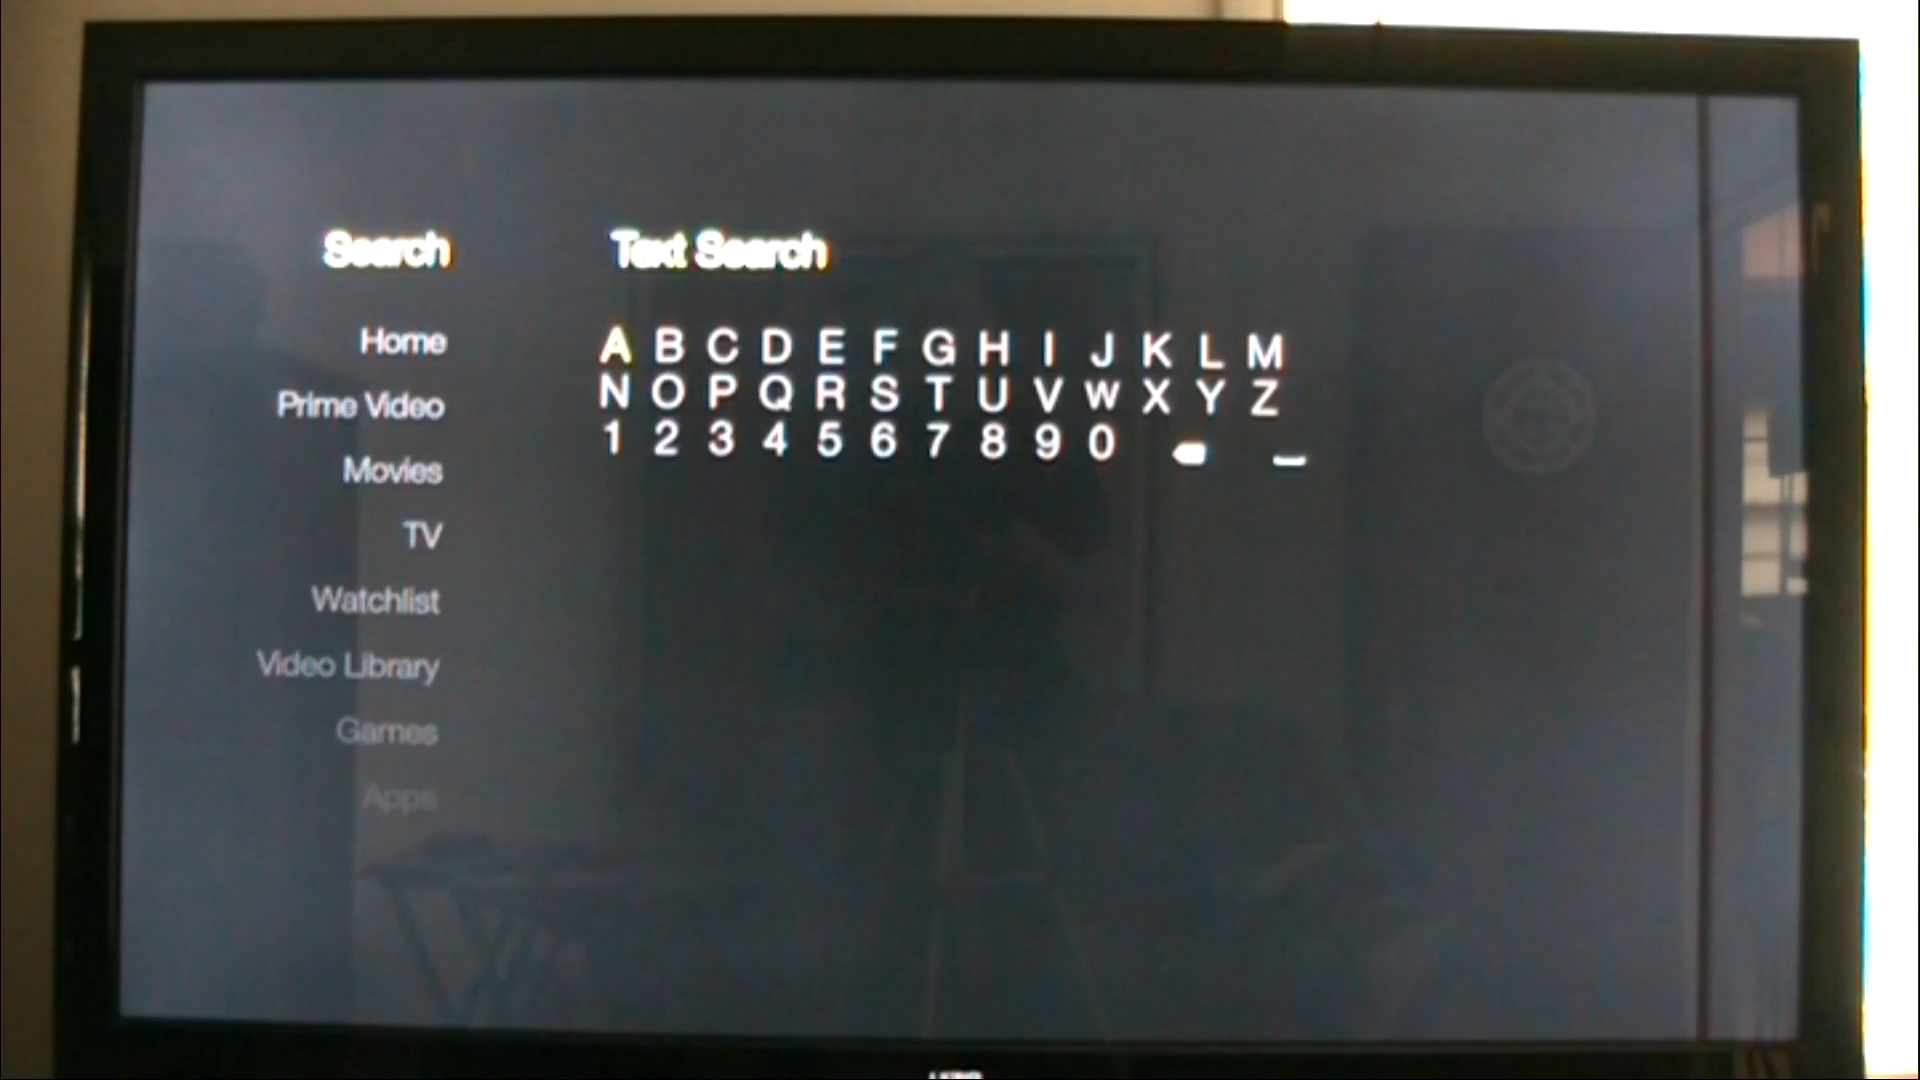 Search
Text Search
Home
Prime Video
Movies
TV
Watchlist
Video Library
Games
Apps
A B C D E F G H I J K L M
N O P Q R S T U V W X Y Z
1 2 3 4 5 6 7 8 9 0